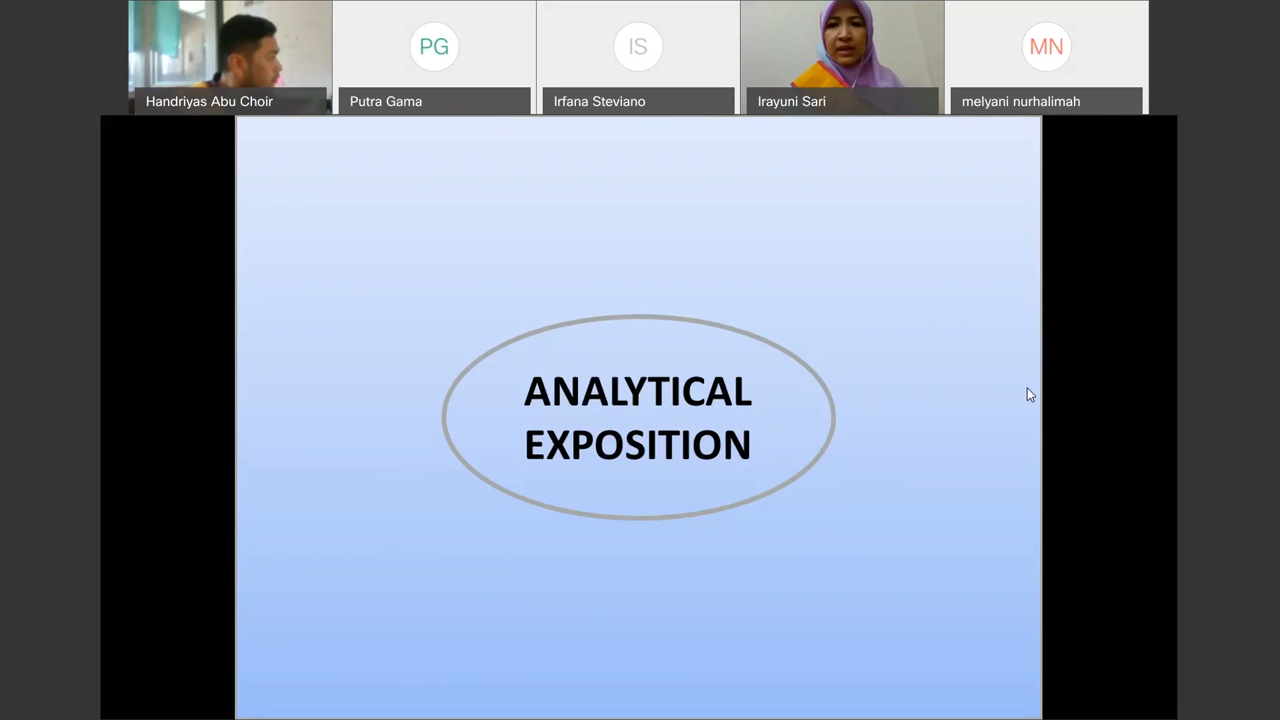 PG
IS
MN
Handriyas Abu Choir
Putra Gama
Irfana Steviano
Irayuni Sari
melyani nurhalimah
ANALYTICAL
EXPOSITION